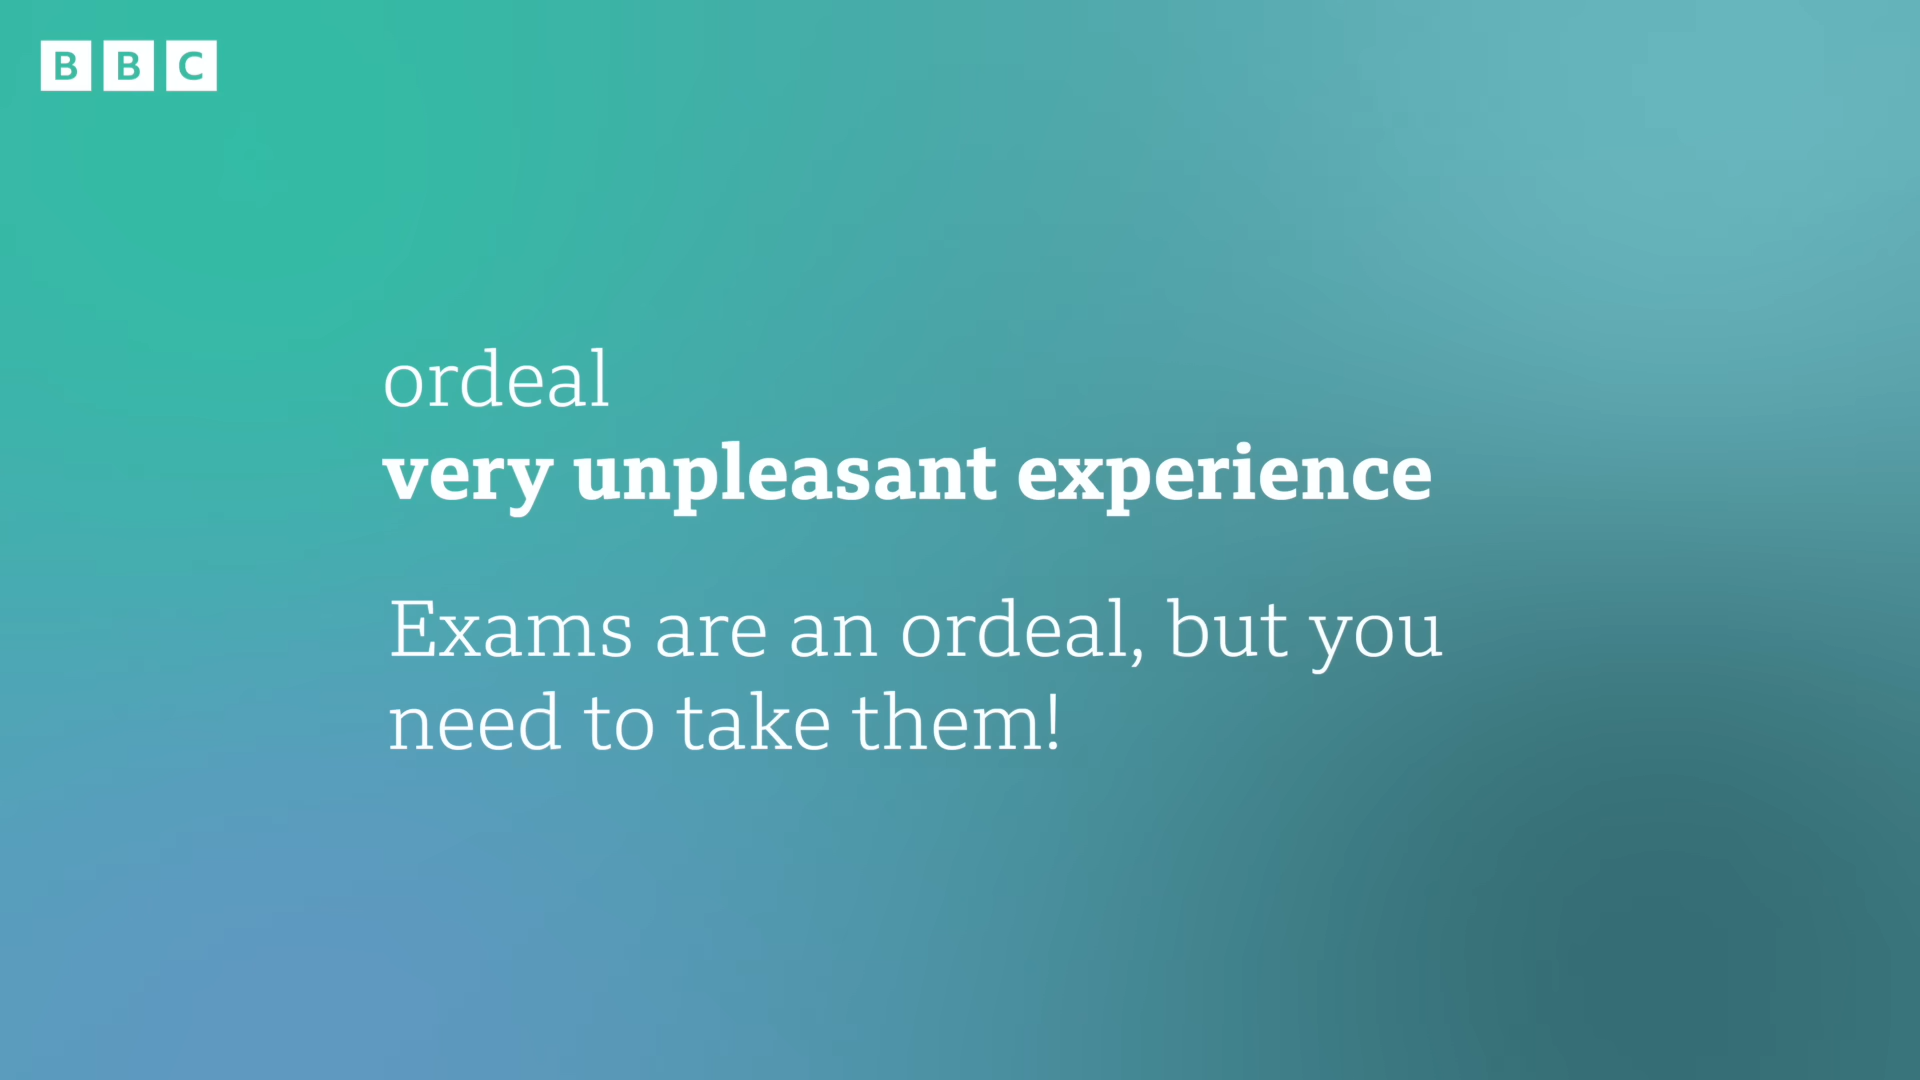 BBC
ordeal
very unpleasant experience
Exams are an ordeal, but you
need to take them!